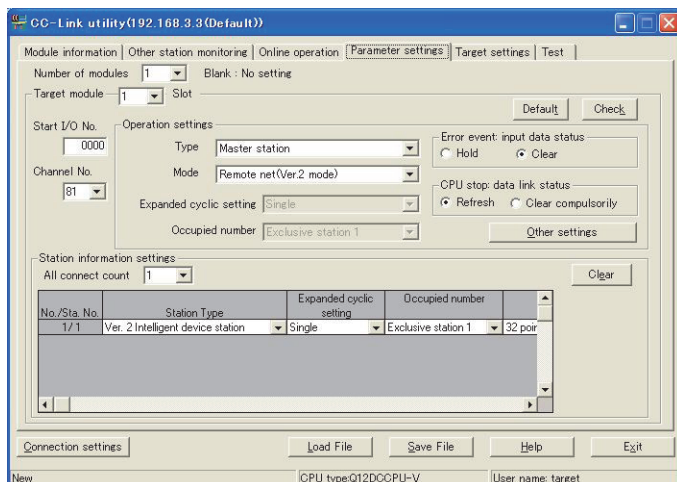 CC-Link utility(192.168.3.3(Default))
Module information Other station monitoring Online operation Parameter settings Target settings Test
Number of modules 1 Blank : No setting
Target module 1 Slot
Default Check
Start I/O No. Operation settings Error event: input data status
0000 Type Master station Hold Clear
Channel No. Mode Remote net(Ver.2 mode)
81 CPU stop: data link status
Expanded cyclic setting Single Refresh Clear compulsorily
Occupied number Exclusive station 1 Other settings
Station information settings
All connect count 1 Clear
No./Sta. No. Station Type Expanded cyclic setting Occupied number
1/1 Ver. 2 Intelligent device station Single Exclusive station 1 32 poir
Connection settings Load File Save File Help Exit
New CPU type:Q12DCCPU-V User name: target